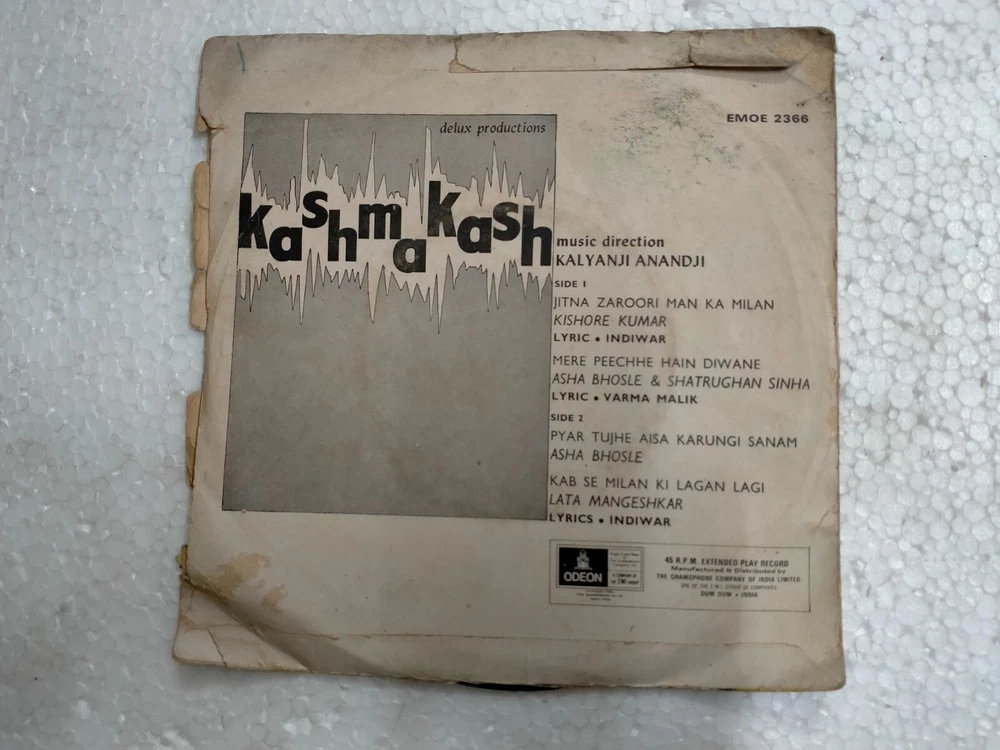 delux productions
EMOE 2366
kashmakash
music direction
KALYANJI ANANDJI
SIDE 1
JITNA ZAROORI MAN KA MILAN
KISHORE KUMAR
LYRIC • INDIWAR
MERE PEECHHE HAIN DIWANE
ASHA BHOSLE & SHATRUGHAN SINHA
LYRIC • VARMA MALIK
SIDE 2
PYAR TUJHE AISA KARUNGI SANAM
ASHA BHOSLE
KAB SE MILAN KI LAGAN LAGI
LATA MANGESHKAR
LYRICS • INDIWAR
ODEON
45 R.P.M. EXTENDED PLAY RECORD
Manufactured & Distributed by
THE GRAMOPHONE COMPANY OF INDIA LIMITED
DUM DUM • INDIA